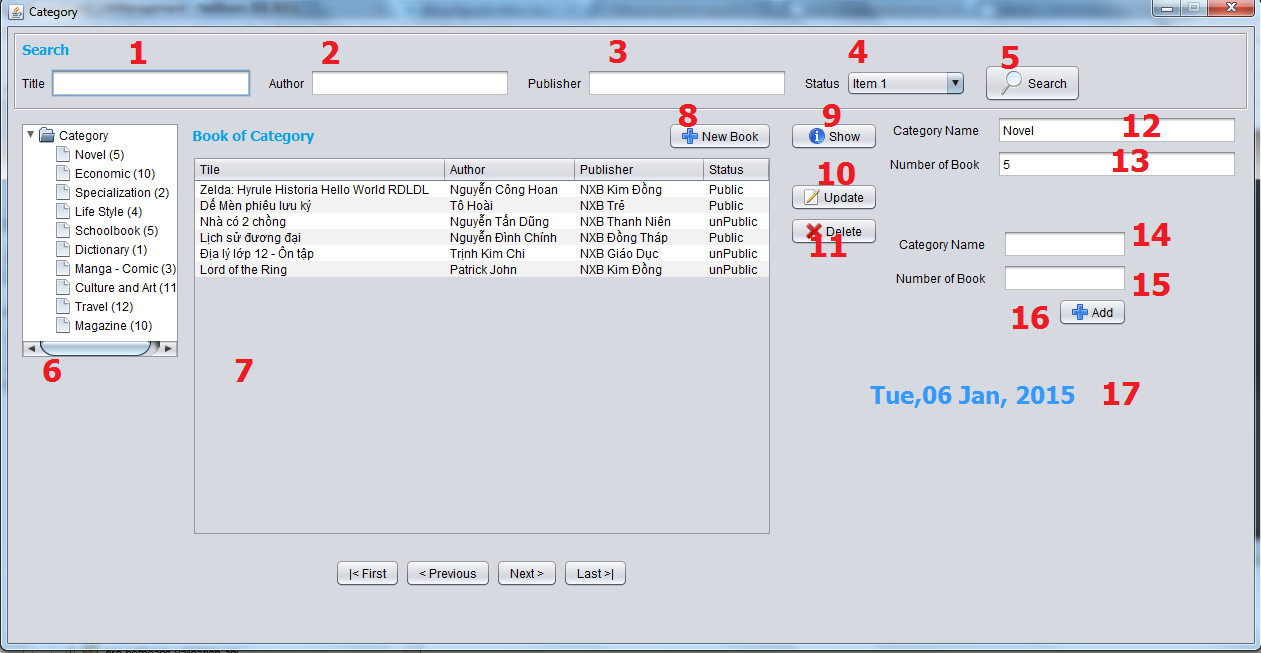 Category
Search
1 2 3 4 5
Title Author Publisher Status Item 1 Search
Category
Novel (5)
Economic (10)
Specialization (2)
Life Style (4)
Schoolbook (5)
Dictionary (1)
Manga - Comic (3)
Culture and Art (11
Travel (12)
Magazine (10)
6
Book of Category
8
New Book
Tile Author Publisher Status
Zelda: Hyrule Historia Hello World RDLDL Nguyễn Công Hoan NXB Kim Đồng Public
Dế Mèn phiêu lưu ký Tô Hoài NXB Trẻ Public
Nhà có 2 chồng Nguyễn Tấn Dũng NXB Thanh Niên unPublic
Lịch sử đương đại Nguyễn Đình Chính NXB Đồng Tháp Public
Địa lý lớp 12 - Ôn tập Trịnh Kim Chi NXB Giáo Dục unPublic
Lord of the Ring Patrick John NXB Kim Đồng unPublic
7
|< First < Previous Next > Last >|
9
Show
10
Update
Delete
11
Category Name Novel 12
Number of Book 5 13
Category Name 14
Number of Book 15
16 Add
Tue,06 Jan, 2015 17